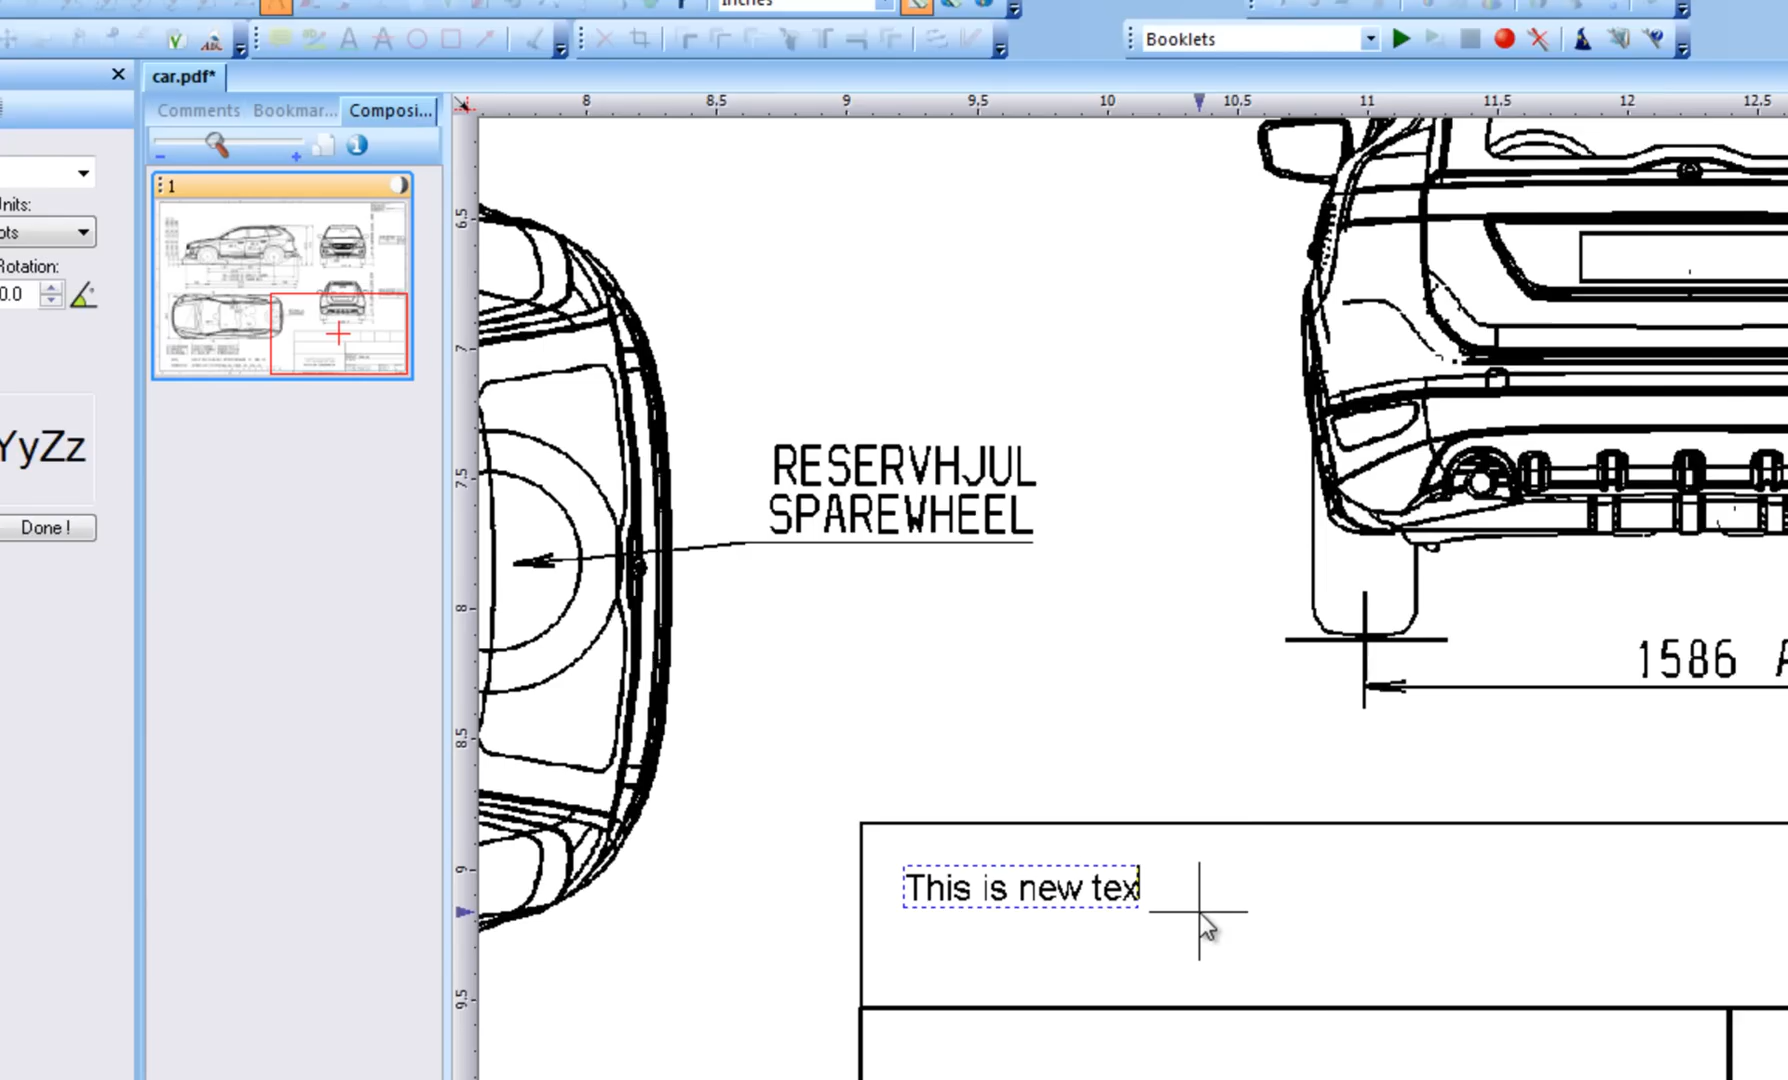 Inches
Booklets
car.pdf*
Comments Bookmar... Composi...
8 8.5 9 9.5 10 10.5 11 11.5 12 12.5
1
Units:
Rotation:
0.0
YyZz
Done !
6.5
7
7.5
8
8.5
9
9.5
RESERVHJUL
SPAREWHEEL
1586 A
This is new tex